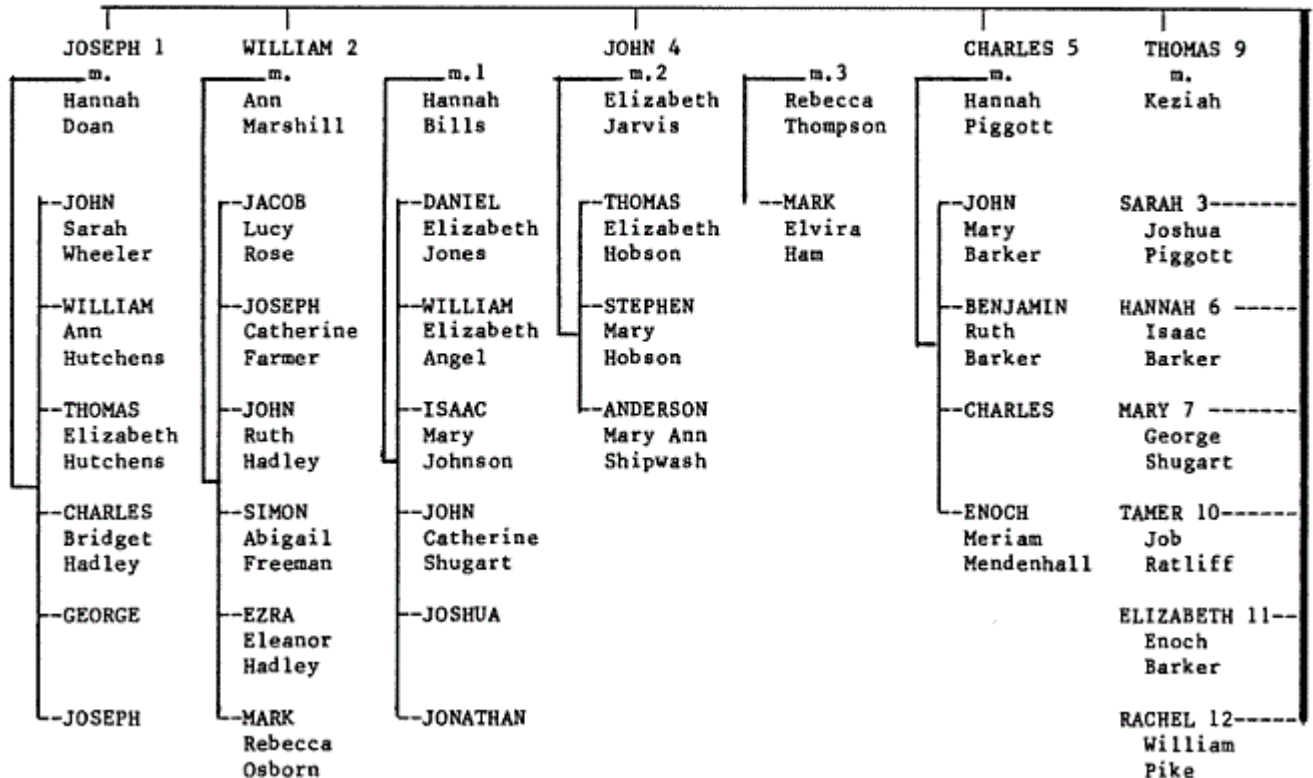 JOSEPH 1 WILLIAM 2 JOHN 4 CHARLES 5 THOMAS 9
m. m. m.1 m.2 m.3 m. m.
Hannah Ann Hannah Elizabeth Rebecca Hannah Keziah
Doan Marshill Bills Jarvis Thompson Piggott
--JOHN --JACOB --DANIEL --THOMAS --MARK --JOHN SARAH 3-------
Sarah Lucy Elizabeth Elizabeth Elvira Mary Joshua
Wheeler Rose Jones Hobson Ham Barker Piggott
--WILLIAM --JOSEPH --WILLIAM --STEPHEN --BENJAMIN HANNAH 6 -----
Ann Catherine Elizabeth Mary Ruth Isaac
Hutchens Farmer Angel Hobson Barker Barker
--THOMAS --JOHN --ISAAC --ANDERSON --CHARLES MARY 7 -------
Elizabeth Ruth Mary Mary Ann George
Hutchens Hadley Johnson Shipwash Shugart
--CHARLES --SIMON --JOHN --ENOCH TAMER 10------
Bridget Abigail Catherine Meriam Job
Hadley Freeman Shugart Mendenhall Ratliff
--GEORGE --EZRA --JOSHUA ELIZABETH 11--
Eleanor Enoch
Hadley Barker
--JOSEPH --MARK --JONATHAN RACHEL 12-----
Rebecca William
Osborn Pike